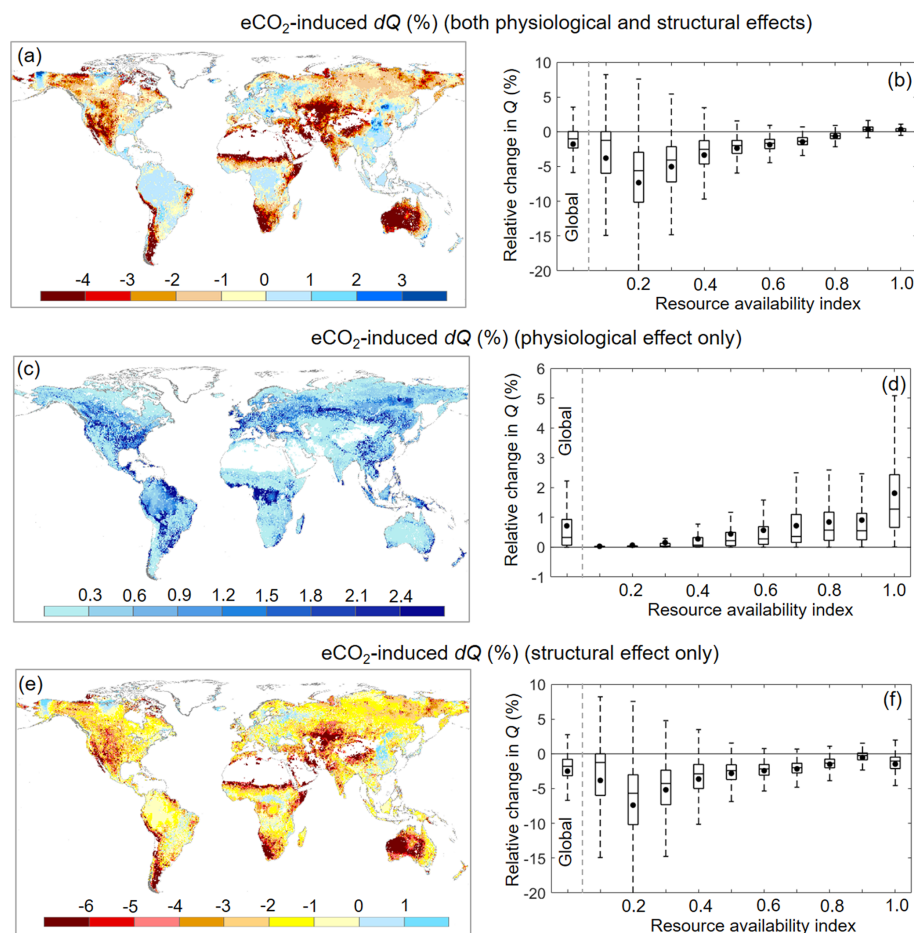 eCO₂-induced dQ (%) (both physiological and structural effects)
(a)
-4 -3 -2 -1 0 1 2 3
(b)
Relative change in Q (%)
10
5
0
-5
-10
-15
-20
Global
0.2 0.4 0.6 0.8 1.0
Resource availability index
eCO₂-induced dQ (%) (physiological effect only)
(c)
0.3 0.6 0.9 1.2 1.5 1.8 2.1 2.4
(d)
Relative change in Q (%)
6
5
4
3
2
1
0
-1
Global
0.2 0.4 0.6 0.8 1.0
Resource availability index
eCO₂-induced dQ (%) (structural effect only)
(e)
-6 -5 -4 -3 -2 -1 0 1
(f)
Relative change in Q (%)
10
5
0
-5
-10
-15
-20
Global
0.2 0.4 0.6 0.8 1.0
Resource availability index